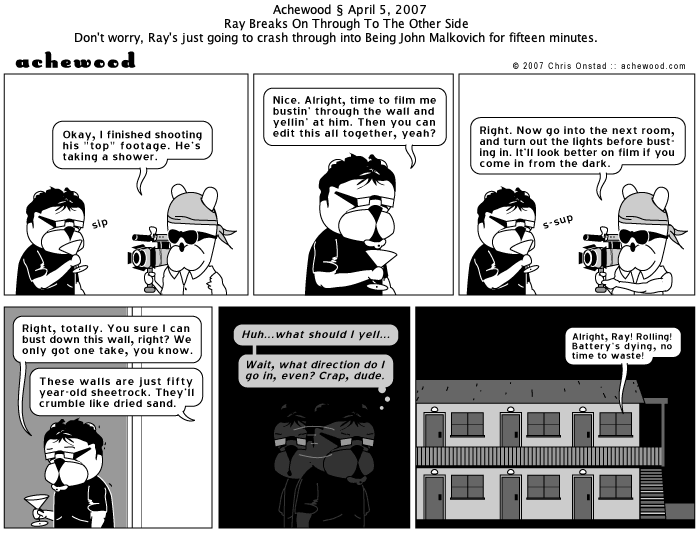 Achewood § April 5, 2007
Ray Breaks On Through To The Other Side
Don't worry, Ray's just going to crash through into Being John Malkovich for fifteen minutes.
achewood
© 2007 Chris Onstad :: achewood.com
Okay, I finished shooting
his "top" footage. He's
taking a shower.
sip
Nice. Alright, time to film me
bustin' through the wall and
yellin' at him. Then you can
edit this all together, yeah?
Right. Now go into the next room,
and turn out the lights before bust-
ing in. It'll look better on film if you
come in from the dark.
s-sup
Right, totally. You sure I can
bust down this wall, right? We
only got one take, you know.
These walls are just fifty
year-old sheetrock. They'll
crumble like dried sand.
Huh...what should I yell...
Wait, what direction do I
go in, even? Crap, dude.
Alright, Ray! Rolling!
Battery's dying, no
time to waste!